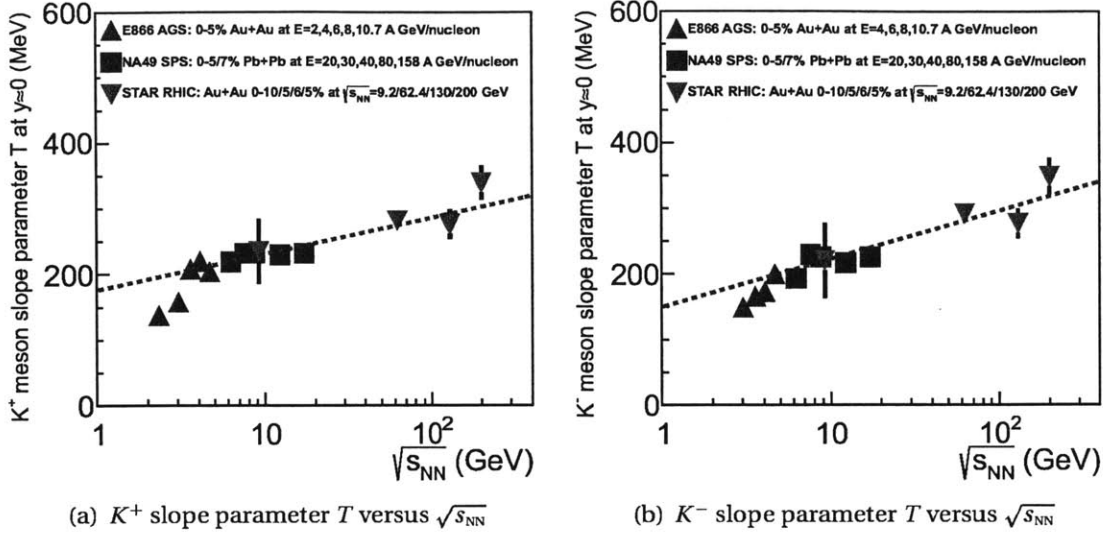 600
400
200
0
K⁺ meson slope parameter T at y≈0 (MeV)
E866 AGS: 0-5% Au+Au at E=2,4,6,8,10.7 A GeV/nucleon
NA49 SPS: 0-5/7% Pb+Pb at E=20,30,40,80,158 A GeV/nucleon
STAR RHIC: Au+Au 0-10/5/6/5% at √s_NN=9.2/62.4/130/200 GeV
1 10 10²
√s_NN (GeV)
(a) K⁺ slope parameter T versus √s_NN
600
400
200
0
K⁻ meson slope parameter T at y≈0 (MeV)
E866 AGS: 0-5% Au+Au at E=4,6,8,10.7 A GeV/nucleon
NA49 SPS: 0-5/7% Pb+Pb at E=20,30,40,80,158 A GeV/nucleon
STAR RHIC: Au+Au 0-10/5/6/5% at √s_NN=9.2/62.4/130/200 GeV
1 10 10²
√s_NN (GeV)
(b) K⁻ slope parameter T versus √s_NN